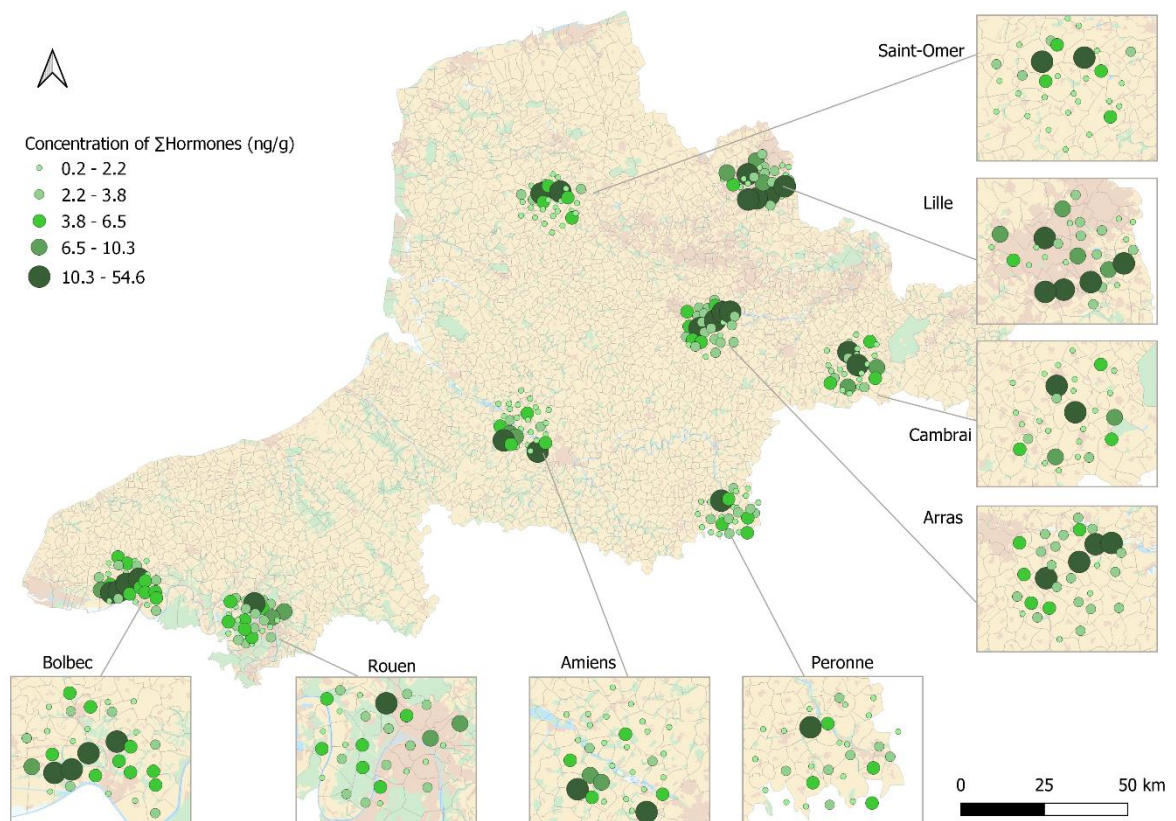 Saint-Omer
Concentration of ∑Hormones (ng/g)
0.2 - 2.2
2.2 - 3.8
3.8 - 6.5
6.5 - 10.3
10.3 - 54.6
Lille
Cambrai
Arras
Bolbec
Rouen
Amiens
Peronne
0 25 50 km